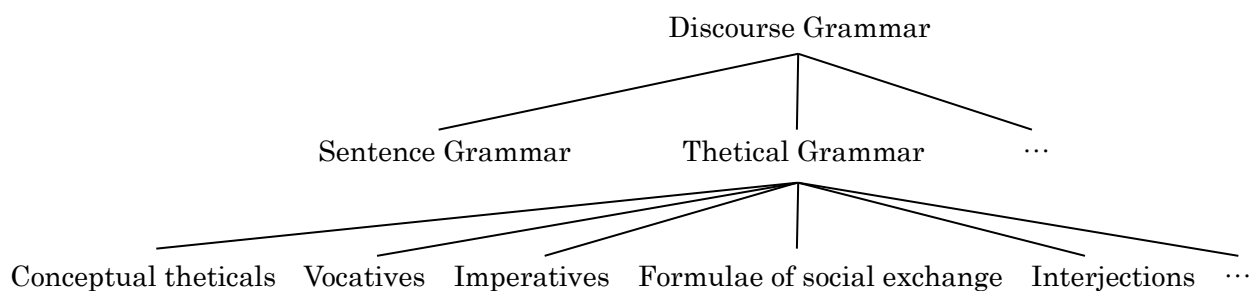 Discourse Grammar
Sentence Grammar Thetical Grammar …
Conceptual theticals Vocatives Imperatives Formulae of social exchange Interjections …